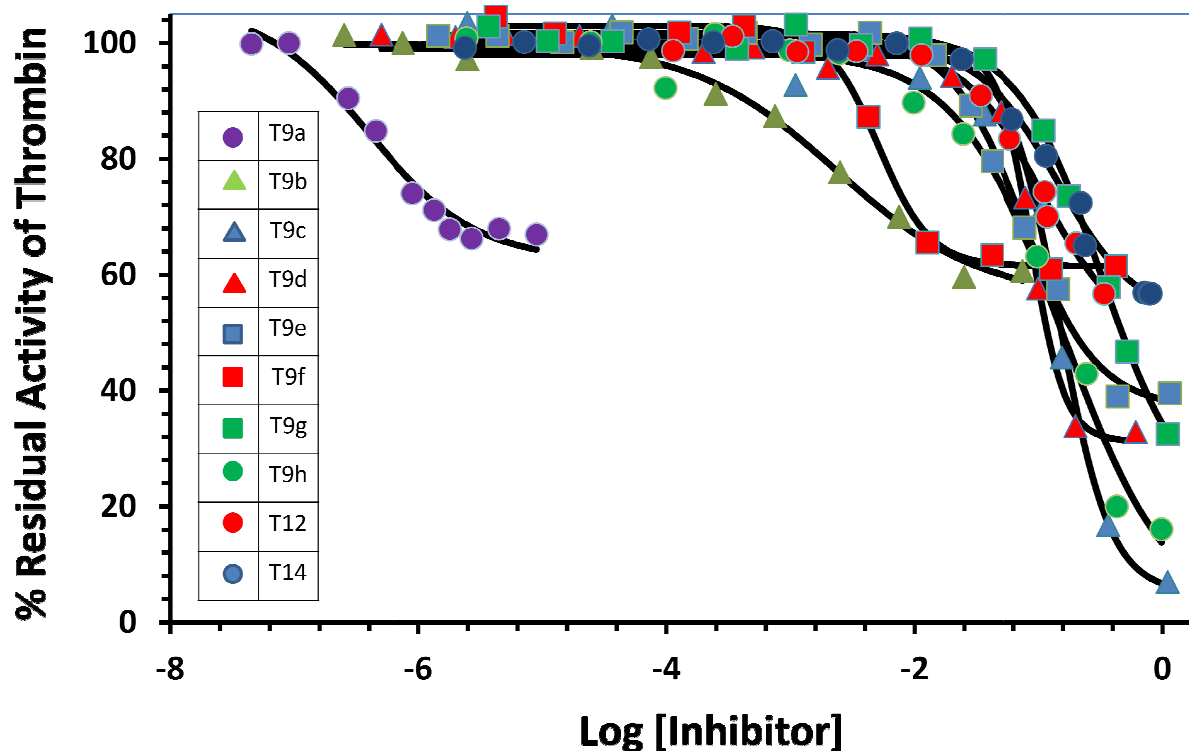 % Residual Activity of Thrombin
100
80
60
40
20
0
T9a
T9b
T9c
T9d
T9e
T9f
T9g
T9h
T12
T14
-8 -6 -4 -2 0
Log [Inhibitor]